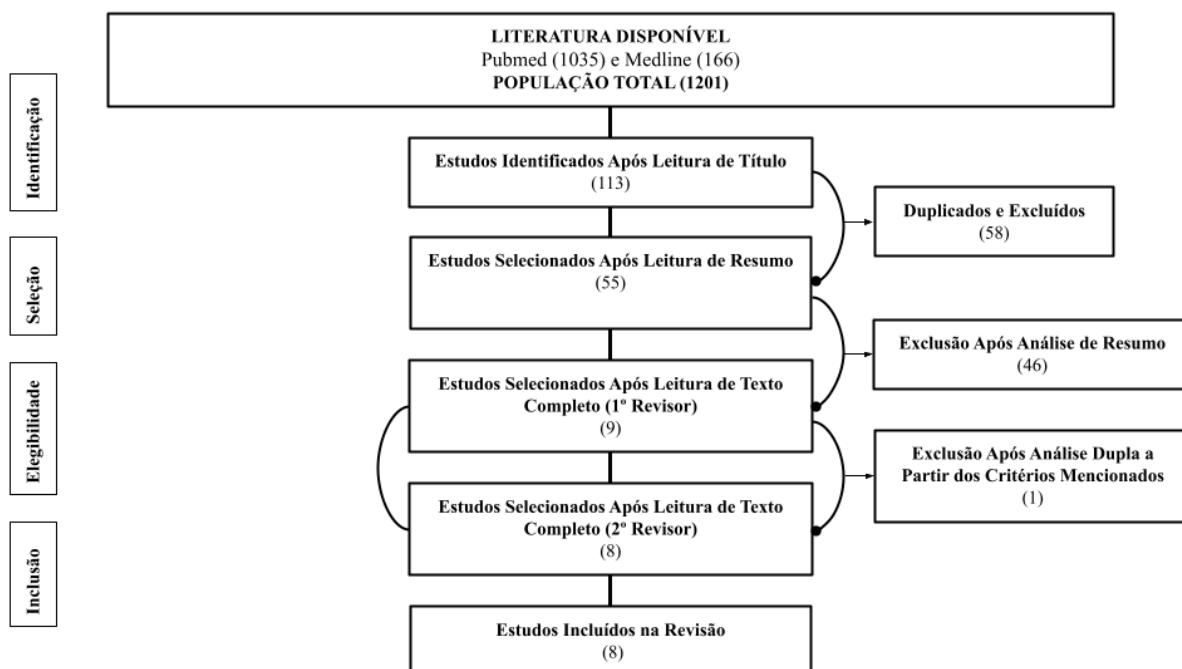 LITERATURA DISPONÍVEL
Pubmed (1035) e Medline (166)
POPULAÇÃO TOTAL (1201)
Identificação
Estudos Identificados Após Leitura de Título
(113)
Duplicados e Excluídos
(58)
Seleção
Estudos Selecionados Após Leitura de Resumo
(55)
Exclusão Após Análise de Resumo
(46)
Elegibilidade
Estudos Selecionados Após Leitura de Texto
Completo (1º Revisor)
(9)
Exclusão Após Análise Dupla a
Partir dos Critérios Mencionados
(1)
Estudos Selecionados Após Leitura de Texto
Completo (2º Revisor)
(8)
Inclusão
Estudos Incluídos na Revisão
(8)